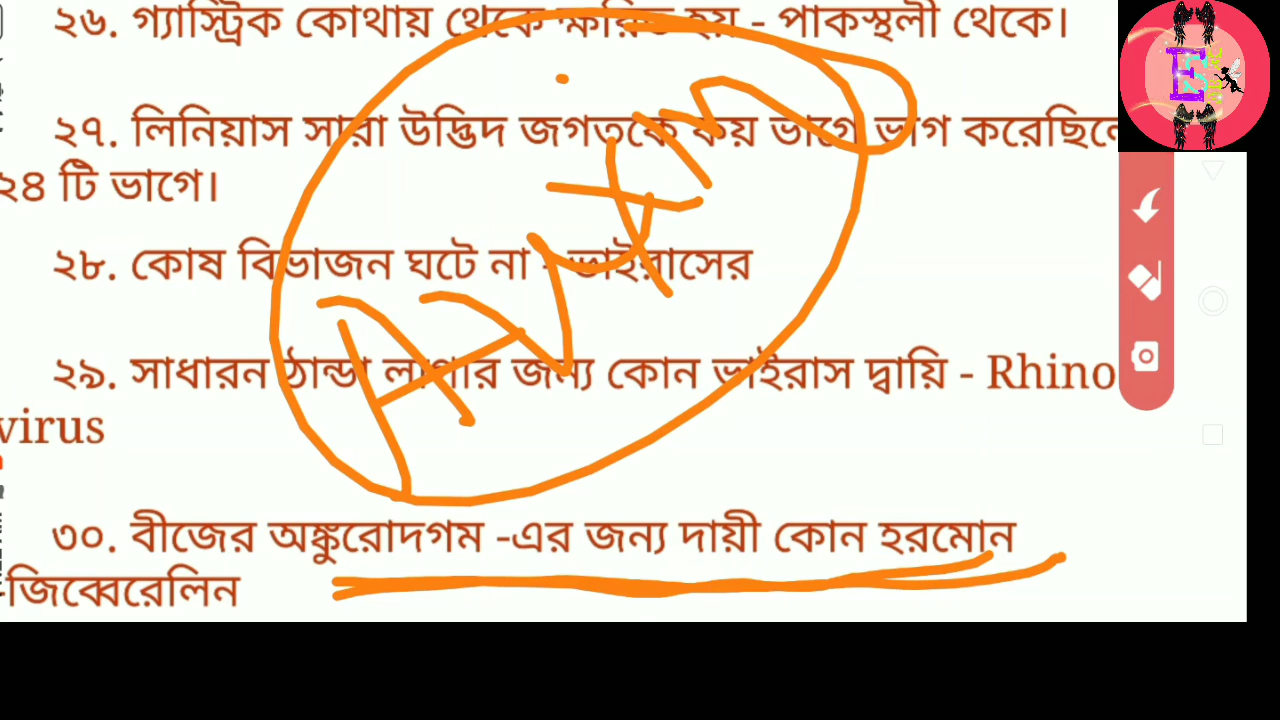 ২৬. গ্যাস্ট্রিক কোথায় থেকে ক্ষরিত হয় - পাকস্থলী থেকে।
২৭. লিনিয়াস সারা উদ্ভিদ জগতকে কয় ভাগে ভাগ করেছিলে
২৪ টি ভাগে।
২৮. কোষ বিভাজন ঘটে না - ভাইরাসের
২৯. সাধারন ঠান্ডা লাগার জন্য কোন ভাইরাস দ্বায়ি - Rhino
virus
৩০. বীজের অঙ্কুরোদগম -এর জন্য দায়ী কোন হরমোন
জিব্বেরেলিন
ES